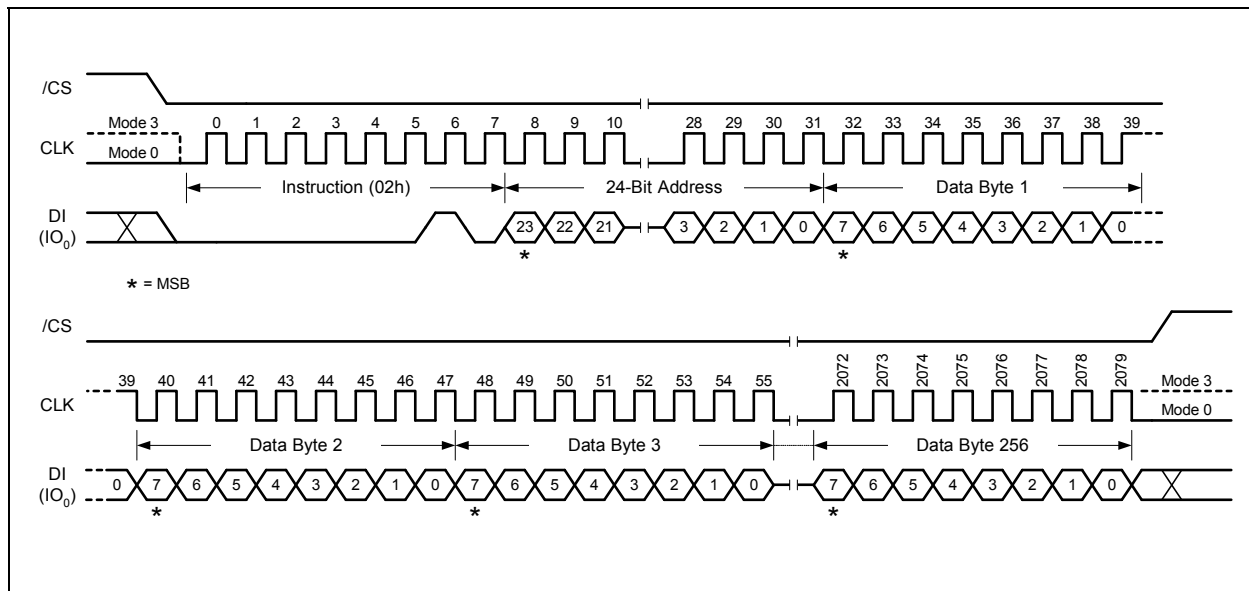 /CS
Mode 3
0 1 2 3 4 5 6 7 8 9 10 28 29 30 31 32 33 34 35 36 37 38 39
CLK
Mode 0
Instruction (02h) 24-Bit Address Data Byte 1
DI
(IO0)
23 22 21 3 2 1 0 7 6 5 4 3 2 1 0
* *
* = MSB
/CS
39 40 41 42 43 44 45 46 47 48 49 50 51 52 53 54 55 2072 2073 2074 2075 2076 2077 2078 2079
Mode 3
CLK
Mode 0
Data Byte 2 Data Byte 3 Data Byte 256
DI
(IO0)
0 7 6 5 4 3 2 1 0 7 6 5 4 3 2 1 0 7 6 5 4 3 2 1 0
* * *